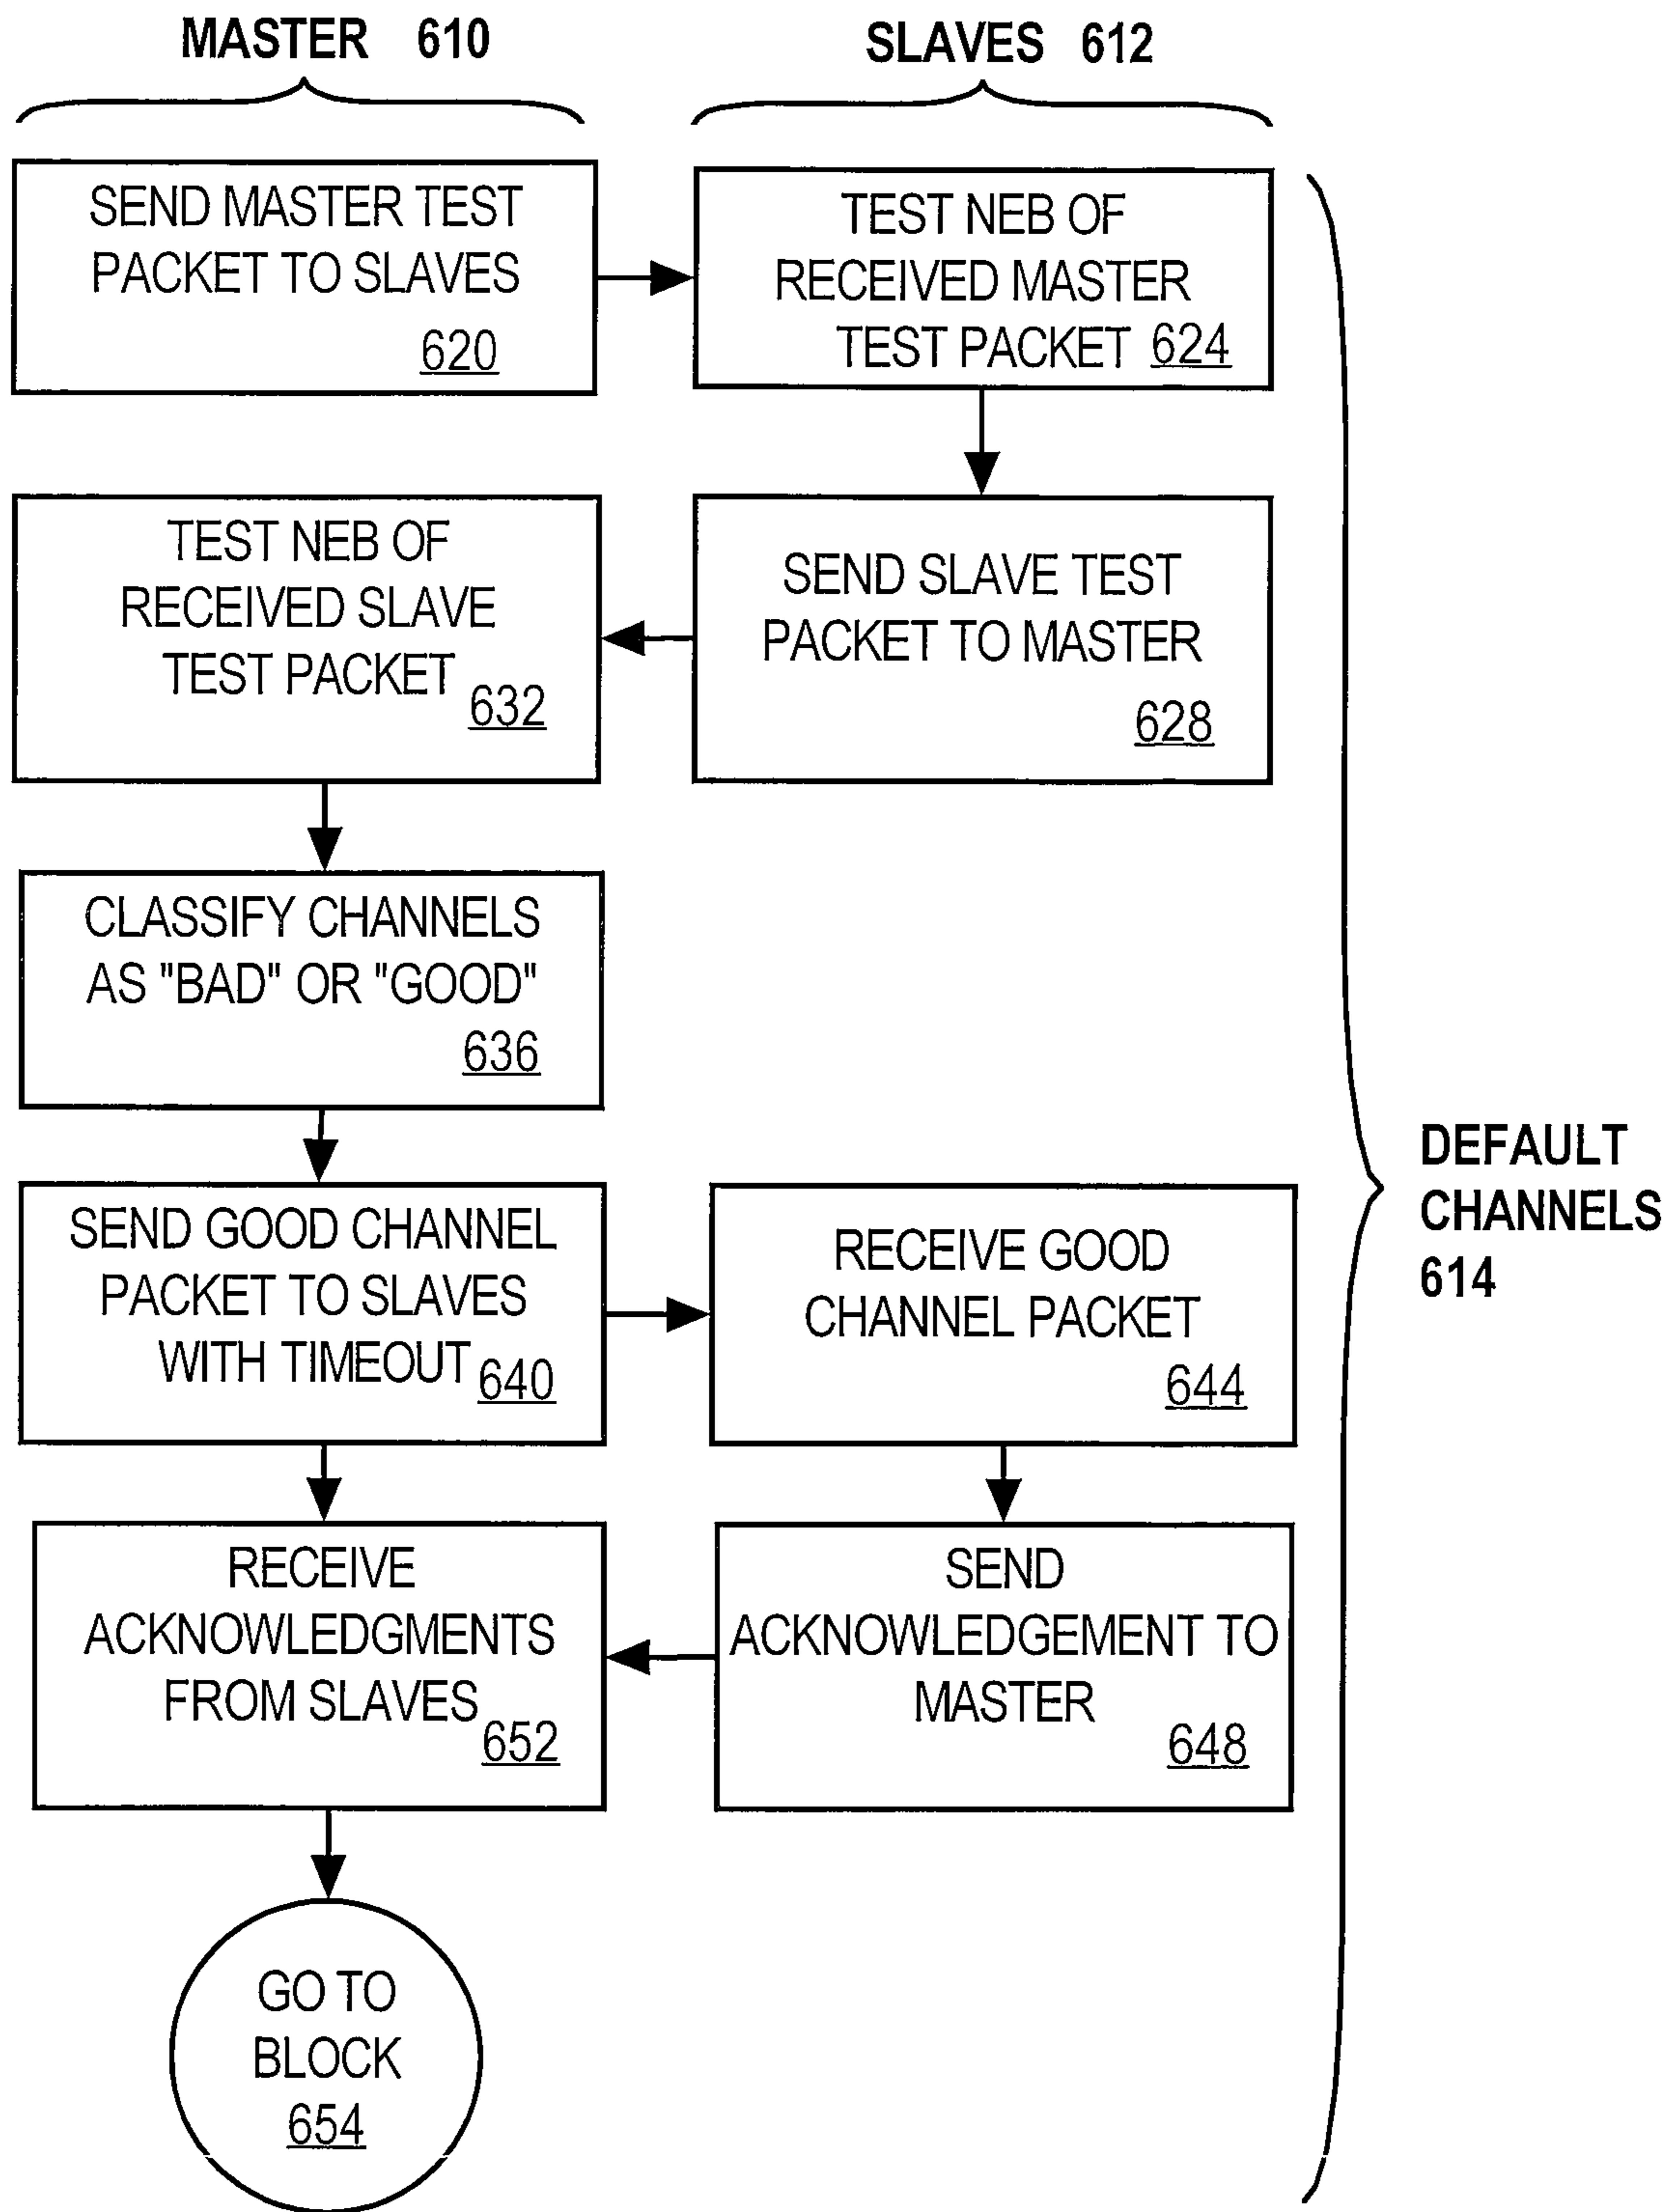 MASTER 610
SLAVES 612
SEND MASTER TEST
PACKET TO SLAVES
620
TEST NEB OF
RECEIVED MASTER
TEST PACKET 624
TEST NEB OF
RECEIVED SLAVE
TEST PACKET
632
SEND SLAVE TEST
PACKET TO MASTER
628
CLASSIFY CHANNELS
AS "BAD" OR "GOOD"
636
SEND GOOD CHANNEL
PACKET TO SLAVES
WITH TIMEOUT
640
RECEIVE GOOD
CHANNEL PACKET
644
RECEIVE
ACKNOWLEDGMENTS
FROM SLAVES
652
SEND
ACKNOWLEDGEMENT TO
MASTER
648
GO TO
BLOCK
654
DEFAULT
CHANNELS
614